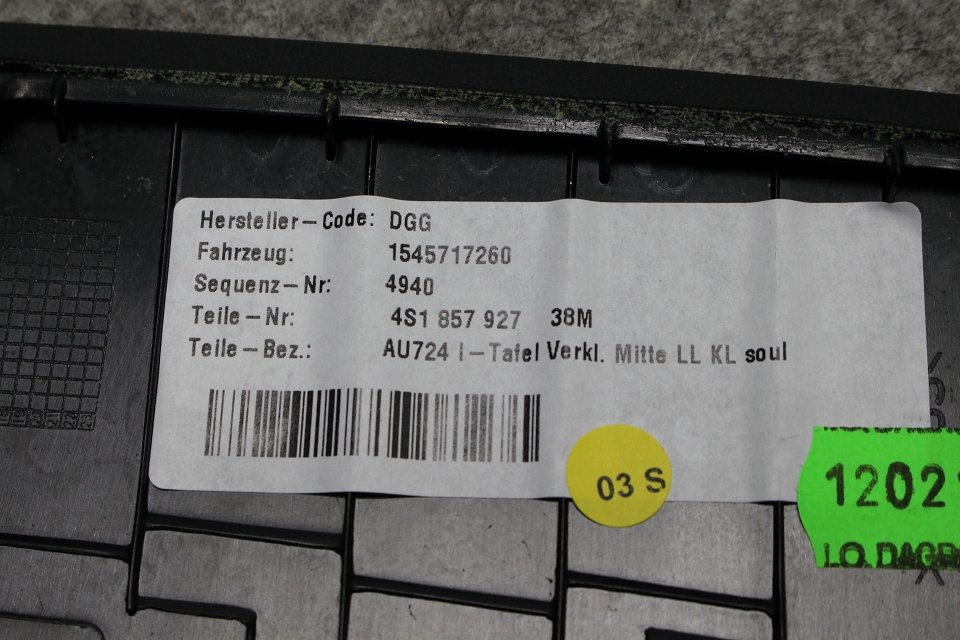 Hersteller-Code: DGG
Fahrzeug: 1545717260
Sequenz-Nr: 4940
Teile-Nr: 4S1 857 927 38M
Teile-Bez.: AU724 I-Tafel Verkl. Mitte LL KL soul
03 S
1202